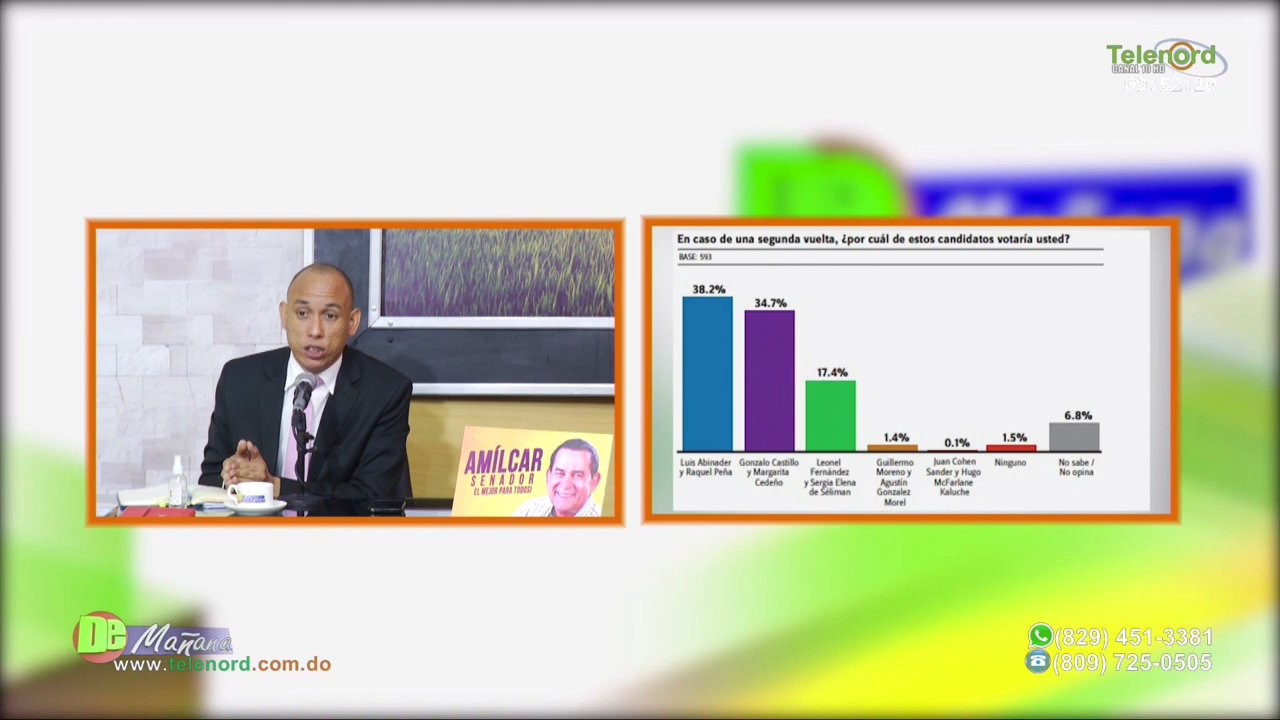 Telenord
CANAL 10 HD
09:52:20
En caso de una segunda vuelta, ¿por cuál de estos candidatos votaría usted?
BASE: 593
38.2%
34.7%
17.4%
1.4%
0.1%
1.5%
6.8%
Luis Abinader
y Raquel Peña
Gonzalo Castillo
y Margarita
Cedeño
Leonel
Fernández
y Sergia Elena
de Séliman
Guillermo
Moreno y
Agustín
Gonzalez
Morel
Juan Cohen
Sander y Hugo
McFarlane
Kaluche
Ninguno
No sabe /
No opina
AMÍLCAR
SENADOR
EL MEJOR PARA TODOS!
De Mañana
www.telenord.com.do
(829) 451-3381
(809) 725-0505